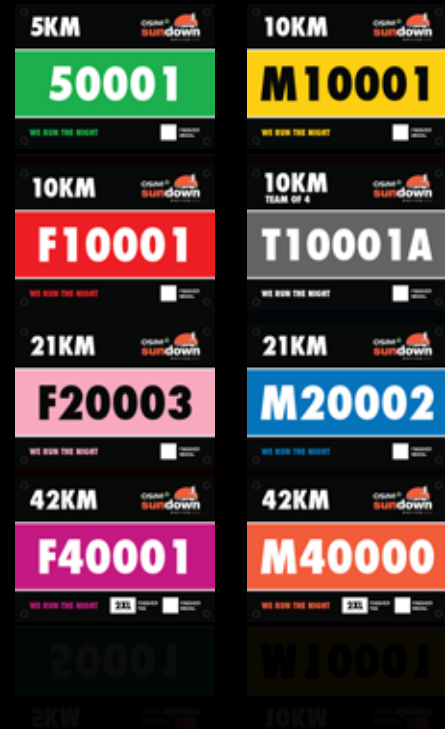 5KM
OSIM sundown
50001
WE RUN THE NIGHT
FINISHER MEDAL
10KM
OSIM sundown
M10001
WE RUN THE NIGHT
FINISHER MEDAL
10KM
OSIM sundown
F10001
WE RUN THE NIGHT
FINISHER MEDAL
10KM
TEAM OF 4
OSIM sundown
T10001A
WE RUN THE NIGHT
FINISHER MEDAL
21KM
OSIM sundown
F20003
WE RUN THE NIGHT
FINISHER MEDAL
21KM
OSIM sundown
M20002
WE RUN THE NIGHT
FINISHER MEDAL
42KM
OSIM sundown
F40001
WE RUN THE NIGHT
2XL
FINISHER TEE
FINISHER MEDAL
42KM
OSIM sundown
M40000
WE RUN THE NIGHT
2XL
FINISHER TEE
FINISHER MEDAL